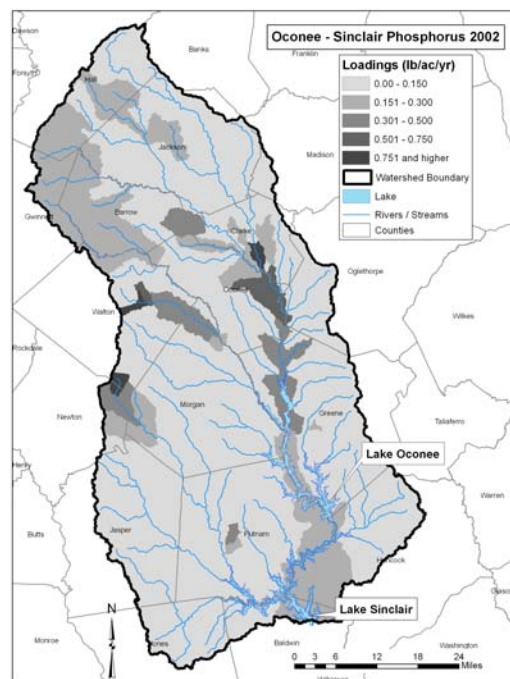 Oconee - Sinclair Phosphorus 2002
Loadings (lb/ac/yr)
0.00 - 0.150
0.151 - 0.300
0.301 - 0.500
0.501 - 0.750
0.751 and higher
Watershed Boundary
Lake
Rivers / Streams
Counties
Dawson
Banks
Franklin
Forsyth
Hall
Jackson
Madison
Gwinnett
Barrow
Clarke
Oglethorpe
Walton
Wilkes
Rockdale
Morgan
Greene
Taliaferro
Newton
Henry
Lake Oconee
Warren
Butts
Jasper
Putnam
Hancock
N
Lake Sinclair
Monroe
Jones
Baldwin
Washington
0 3 6 12 18 24
Miles